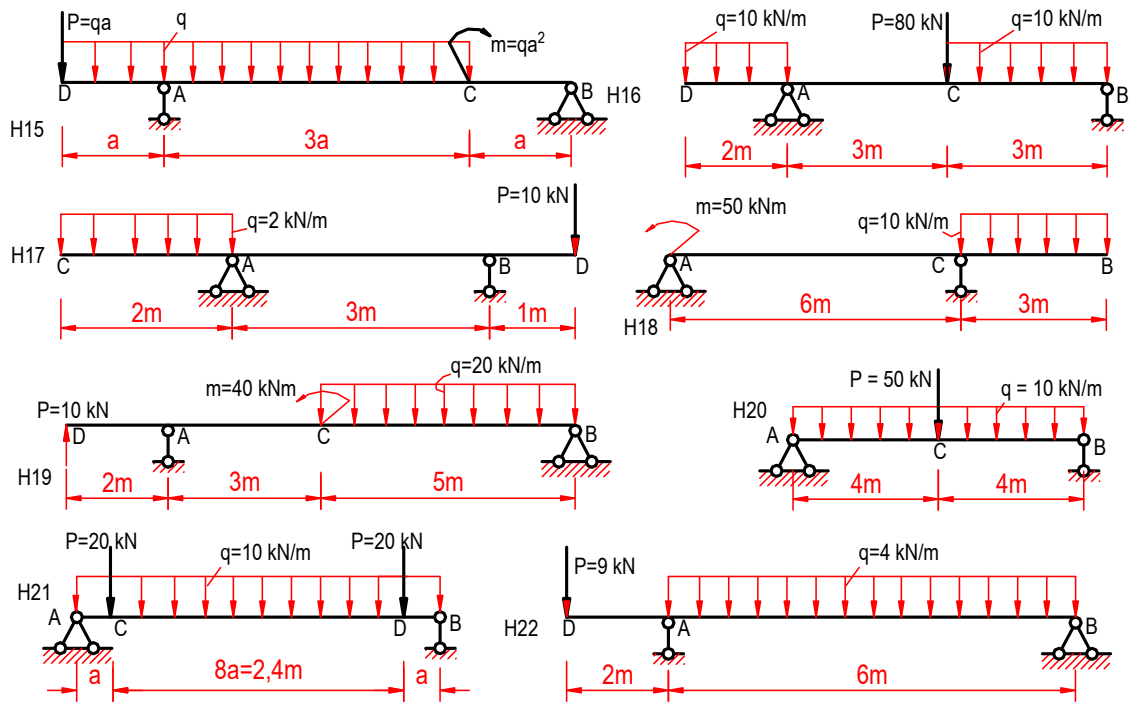 P=qa
q
m=qa²
D
A
C
B
H15
a
3a
a
q=10 kN/m
P=80 kN
q=10 kN/m
D
A
C
B
H16
2m
3m
3m
q=2 kN/m
P=10 kN
H17
C
A
B
D
2m
3m
1m
m=50 kNm
q=10 kN/m
A
C
B
H18
6m
3m
m=40 kNm
q=20 kN/m
P=10 kN
D
A
C
B
H19
2m
3m
5m
P = 50 kN
q = 10 kN/m
H20
A
C
B
4m
4m
P=20 kN
q=10 kN/m
P=20 kN
H21
A
C
D
B
a
8a=2,4m
a
P=9 kN
q=4 kN/m
H22
D
A
B
2m
6m